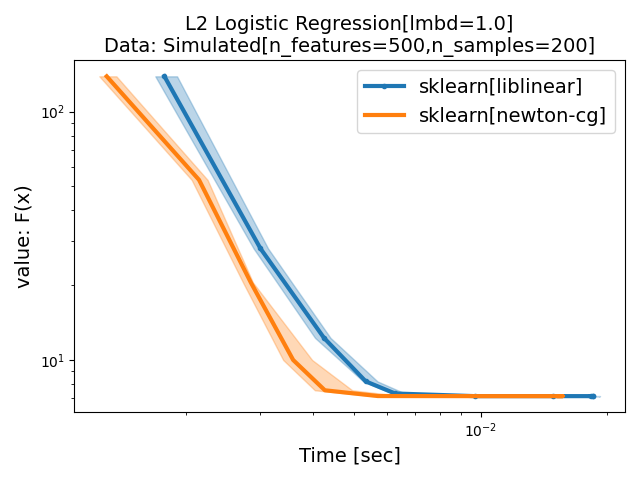 L2 Logistic Regression[lmbd=1.0]
Data: Simulated[n_features=500,n_samples=200]
sklearn[liblinear]
sklearn[newton-cg]
value: F(x)
10²
10¹
10⁻²
Time [sec]